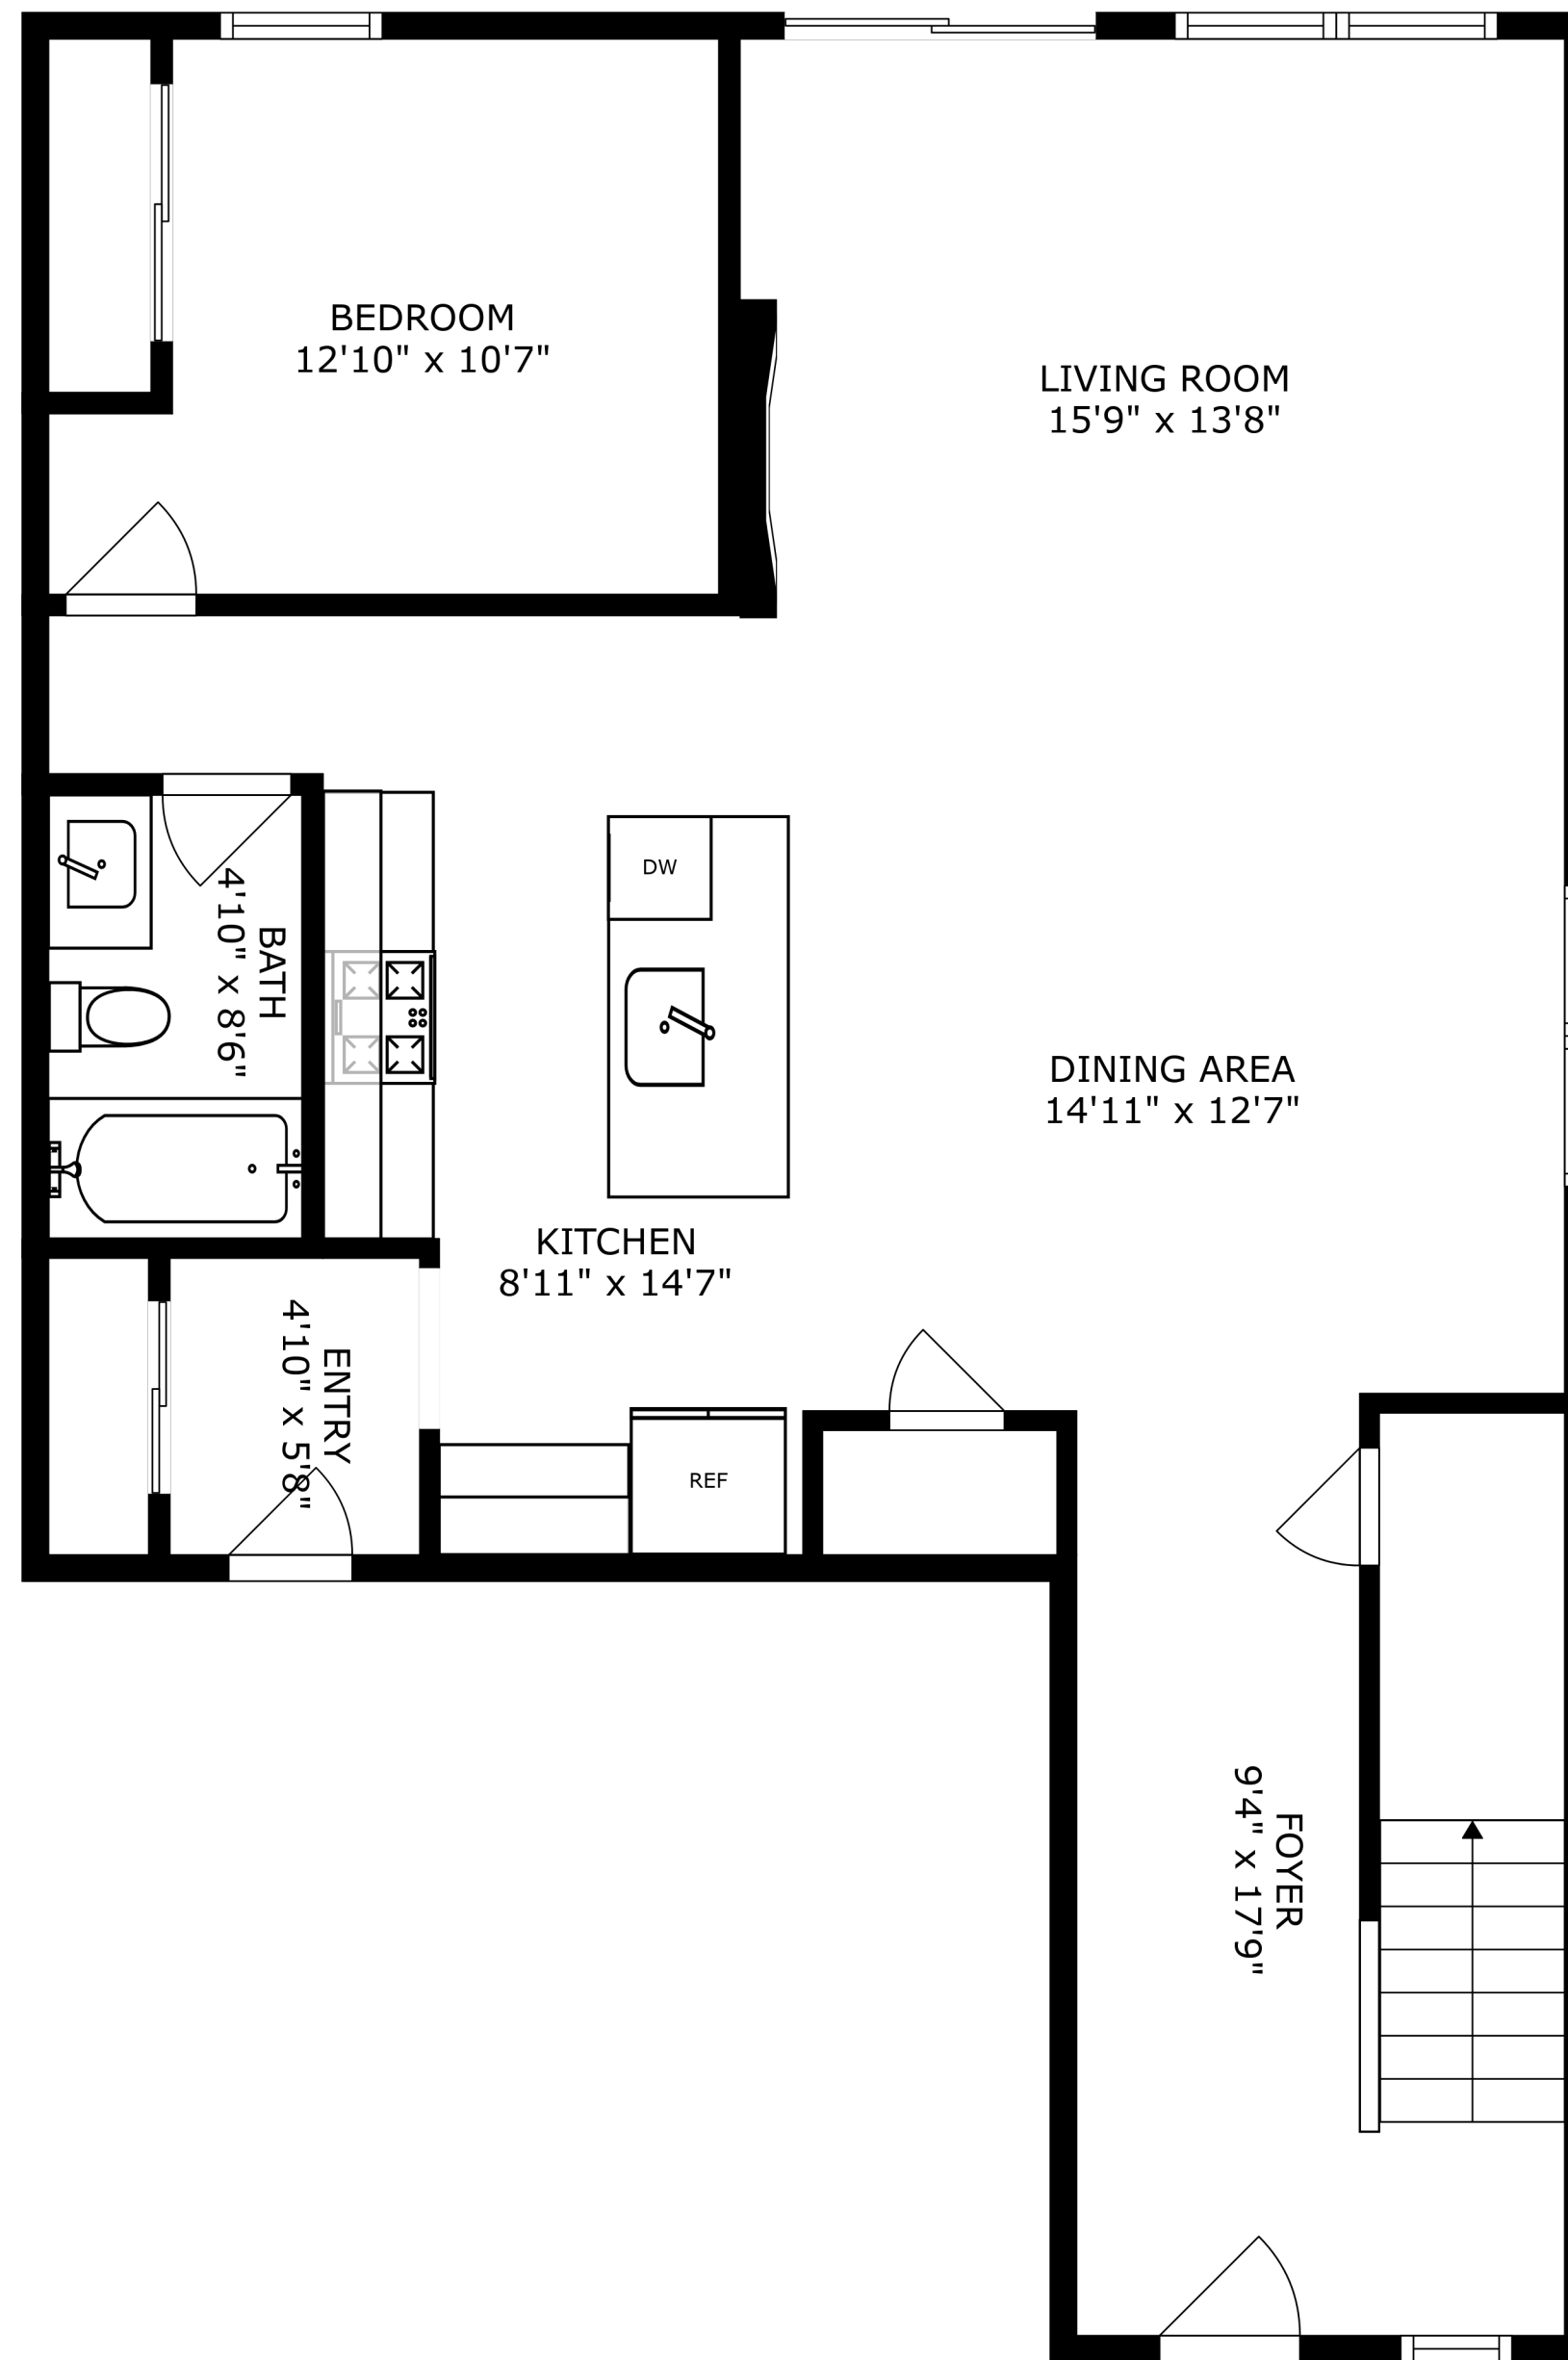 BEDROOM
12'10" x 10'7"
LIVING ROOM
15'9" x 13'8"
DW
BATH
4'10" x 8'6"
DINING AREA
14'11" x 12'7"
KITCHEN
8'11" x 14'7"
ENTRY
4'10" x 5'8"
REF
FOYER
9'4" x 17'9"